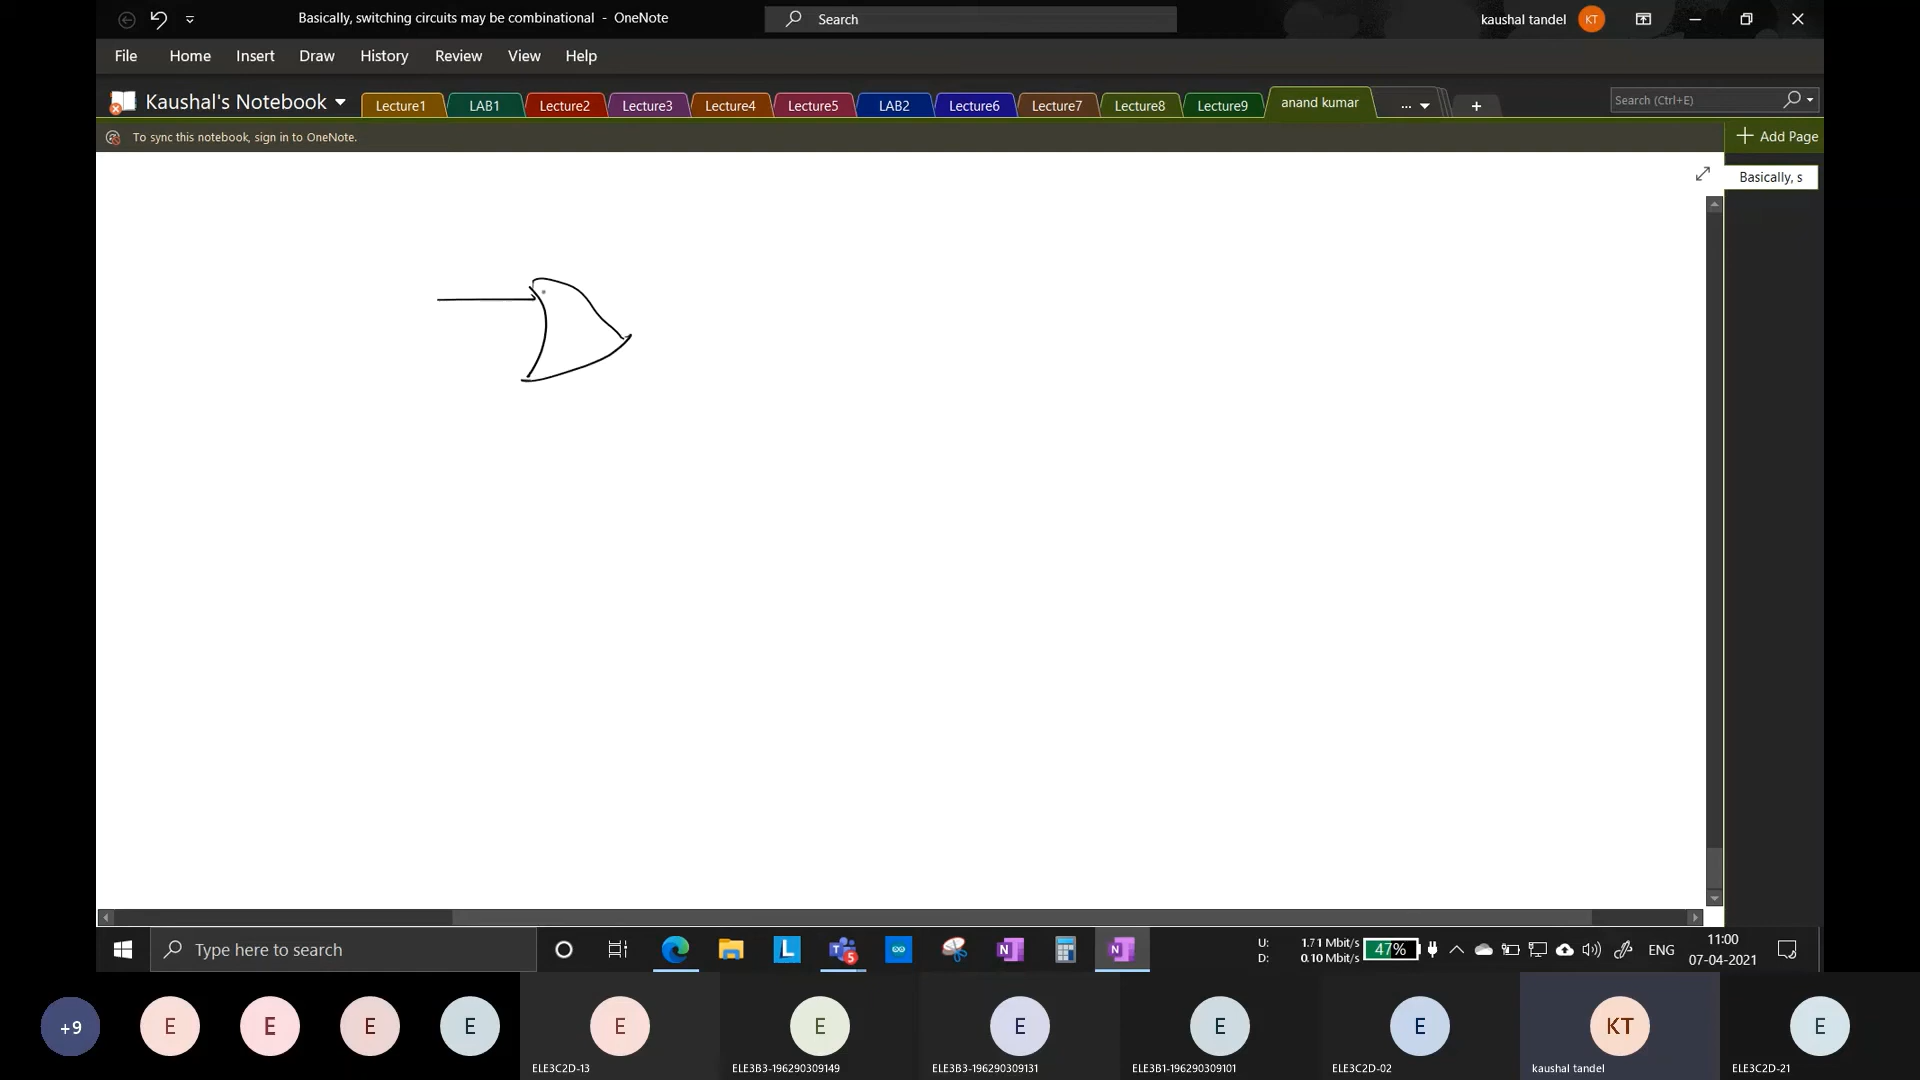 Basically, switching circuits may be combinational - OneNote
Search
kaushal tandel
KT
File Home Insert Draw History Review View Help
Kaushal's Notebook
Lecture1 LAB1 Lecture2 Lecture3 Lecture4 Lecture5 LAB2 Lecture6 Lecture7 Lecture8 Lecture9 anand kumar ... +
Search (Ctrl+E)
To sync this notebook, sign in to OneNote.
Add Page
Basically, s
Type here to search
L
T 5
N
N
U: 1.71 Mbit/s
D: 0.10 Mbit/s
47%
ENG
11:00
07-04-2021
+9 E E E E E E E E E KT E
ELE3C2D-13 ELE3B3-196290309149 ELE3B3-196290309131 ELE3B1-196290309101 ELE3C2D-02 kaushal tandel ELE3C2D-21